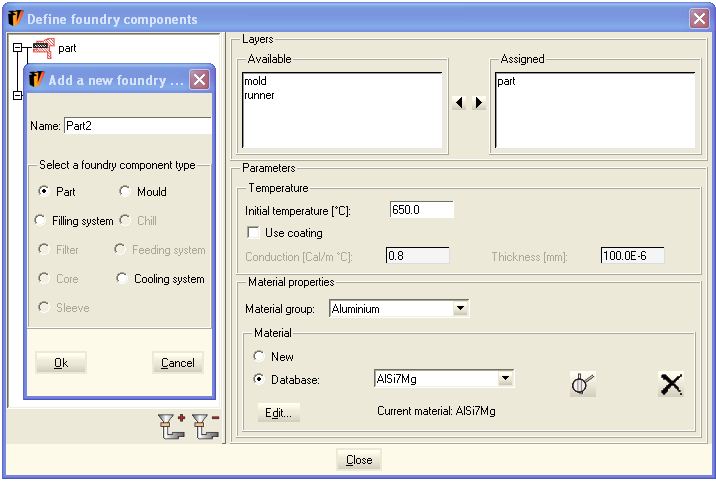 Define foundry components
part
Add a new foundry ...
Name: Part2
Select a foundry component type
Part
Mould
Filling system
Chill
Filter
Feeding system
Core
Cooling system
Sleeve
Ok
Cancel
Layers
Available
mold
runner
Assigned
part
Parameters
Temperature
Initial temperature [°C]: 650.0
Use coating
Conduction [Cal/m °C]: 0.8 Thickness [mm]: 100.0E-6
Material properties
Material group: Aluminium
Material
New
Database: AlSi7Mg
Edit... Current material: AlSi7Mg
Close